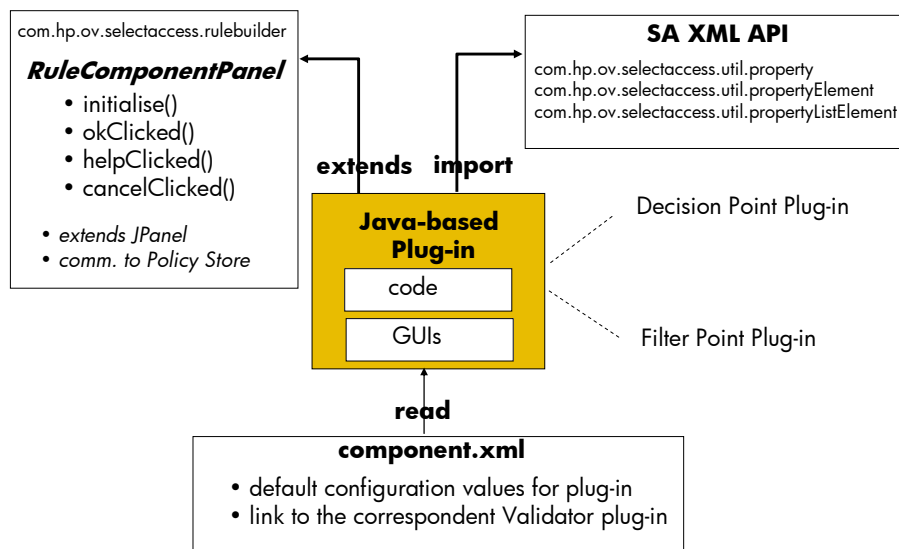 com.hp.ov.selectaccess.rulebuilder
RuleComponentPanel
• initialise()
• okClicked()
• helpClicked()
• cancelClicked()
• extends JPanel
• comm. to Policy Store
SA XML API
com.hp.ov.selectaccess.util.property
com.hp.ov.selectaccess.util.propertyElement
com.hp.ov.selectaccess.util.propertyListElement
extends
import
Java-based
Plug-in
code
GUIs
Decision Point Plug-in
Filter Point Plug-in
read
component.xml
• default configuration values for plug-in
• link to the correspondent Validator plug-in